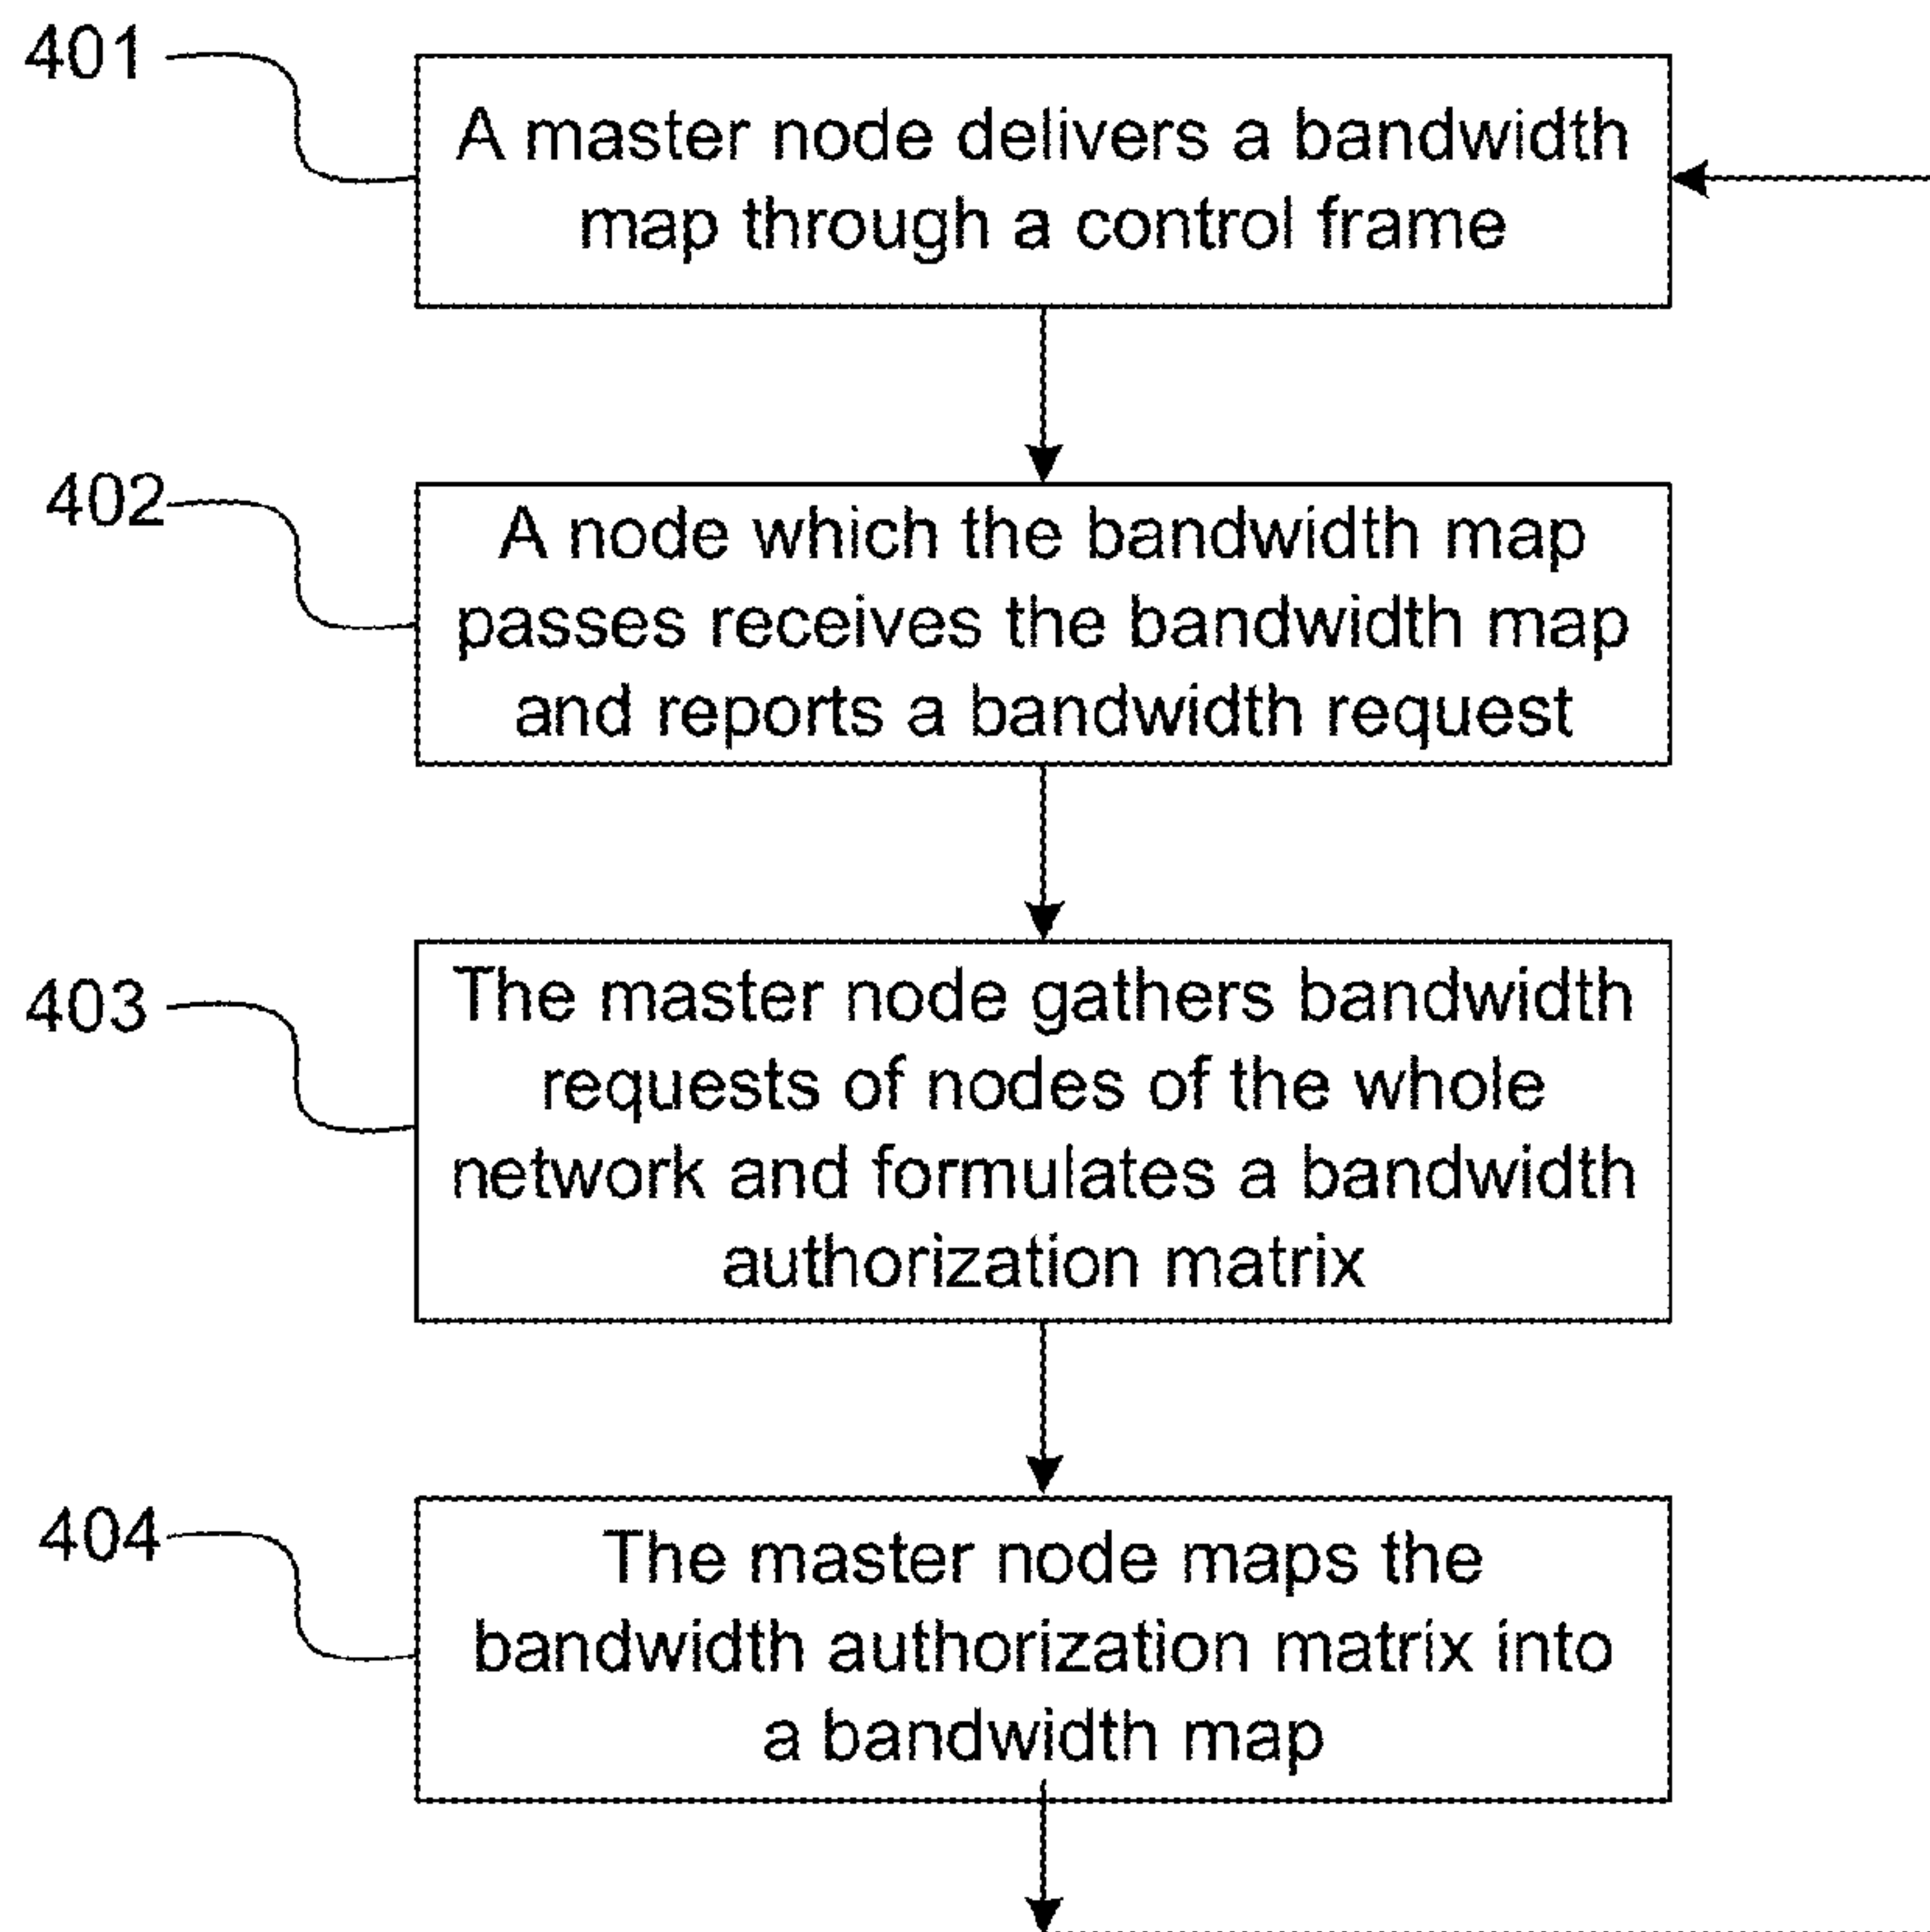 401
A master node delivers a bandwidth
map through a control frame
402
A node which the bandwidth map
passes receives the bandwidth map
and reports a bandwidth request
403
The master node gathers bandwidth
requests of nodes of the whole
network and formulates a bandwidth
authorization matrix
404
The master node maps the
bandwidth authorization matrix into
a bandwidth map